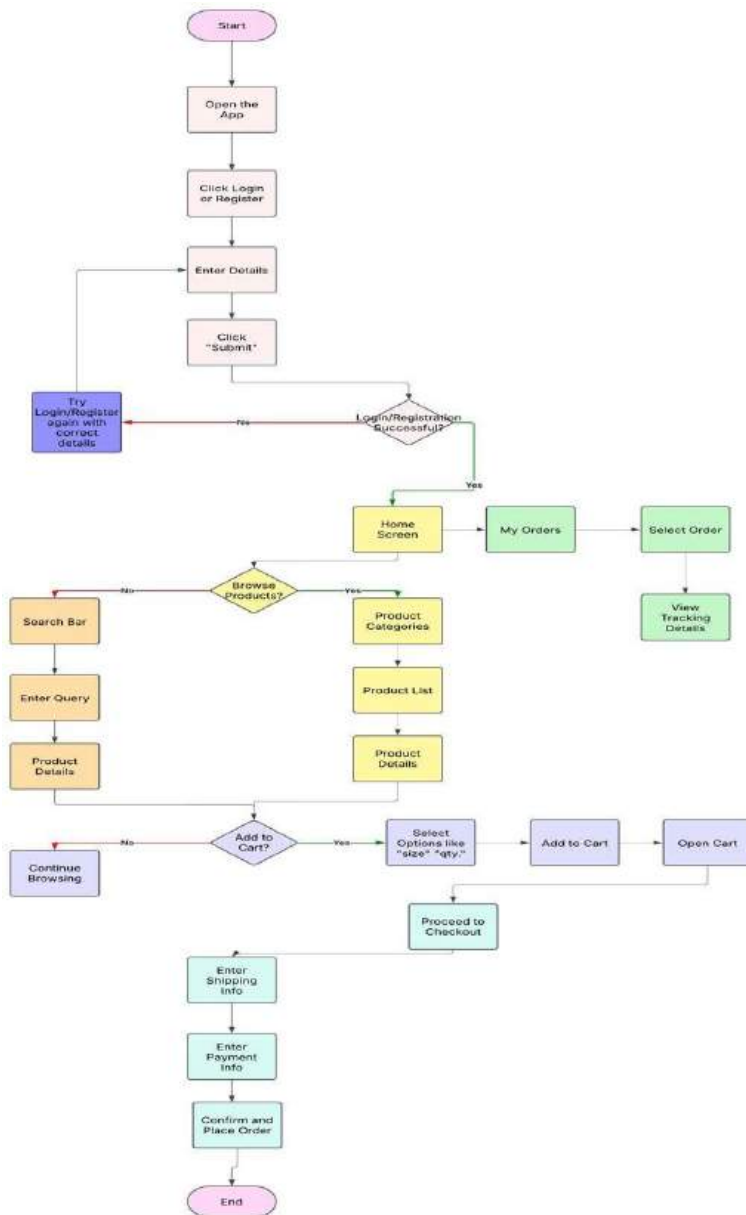 Start
Open the
App
Click Login
or Register
Enter Details
Click
"Submit"
Login/Registration
Successful?
No
Try
Login/Register
again with
correct
details
Yes
Home
Screen
My Orders
Select Order
View
Tracking
Details
Browse
Products?
No
Yes
Search Bar
Enter Query
Product
Details
Product
Categories
Product List
Product
Details
Add to
Cart?
No
Continue
Browsing
Yes
Select
Options like
"size" "qty."
Add to Cart
Open Cart
Proceed to
Checkout
Enter
Shipping
Info
Enter
Payment
Info
Confirm and
Place Order
End